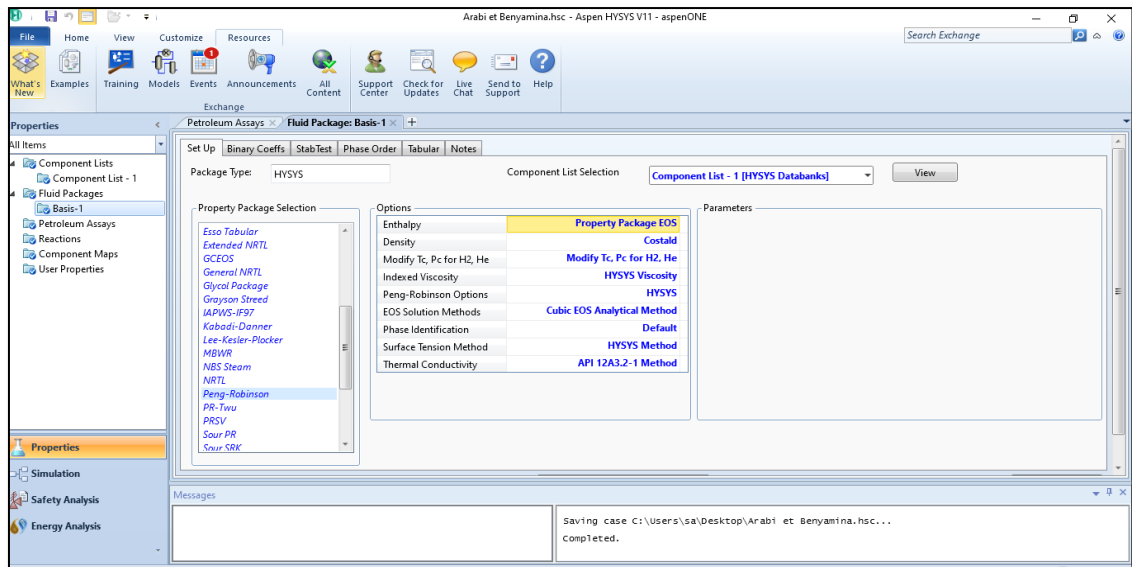 Arabi et Benyamina.hsc - Aspen HYSYS V11 - aspenONE
File Home View Customize Resources Search Exchange
What's New Examples Training Models Events 1 Announcements All Content Support Center Check for Updates Live Chat Send to Support Help
Exchange
Properties <
All Items
Component Lists
Component List - 1
Fluid Packages
Basis-1
Petroleum Assays
Reactions
Component Maps
User Properties
Properties
Simulation
Safety Analysis
Energy Analysis
Petroleum Assays × Fluid Package: Basis-1 × +
Set Up Binary Coeffs StabTest Phase Order Tabular Notes
Package Type: HYSYS Component List Selection Component List - 1 [HYSYS Databanks] View
Property Package Selection
Esso Tabular
Extended NRTL
GCEOS
General NRTL
Glycol Package
Grayson Streed
IAPWS-IF97
Kabadi-Danner
Lee-Kesler-Plocker
MBWR
NBS Steam
NRTL
Peng-Robinson
PR-Twu
PRSV
Sour PR
Sour SRK
Options
Enthalpy Property Package EOS
Density Costald
Modify Tc, Pc for H2, He Modify Tc, Pc for H2, He
Indexed Viscosity HYSYS Viscosity
Peng-Robinson Options HYSYS
EOS Solution Methods Cubic EOS Analytical Method
Phase Identification Default
Surface Tension Method HYSYS Method
Thermal Conductivity API 12A3.2-1 Method
Parameters
Messages
Saving case C:\Users\sa\Desktop\Arabi et Benyamina.hsc...
Completed.